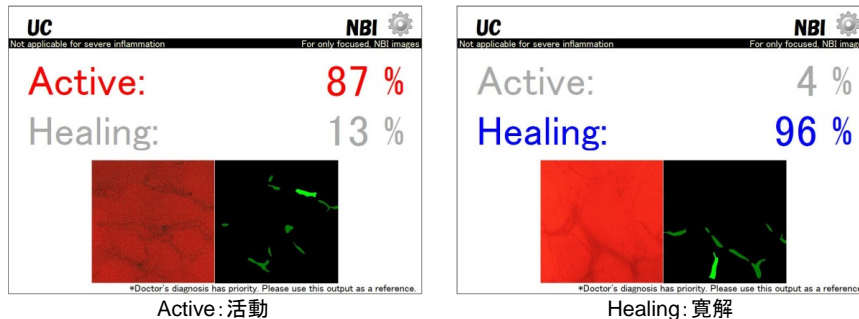 UC NBI
Not applicable for severe inflammation For only focused, NBI images
Active: 87 %
Healing: 13 %
*Doctor's diagnosis has priority. Please use this output as a reference.
Active：活動
UC NBI
Not applicable for severe inflammation For only focused, NBI images
Active: 4 %
Healing: 96 %
*Doctor's diagnosis has priority. Please use this output as a reference.
Healing：寛解